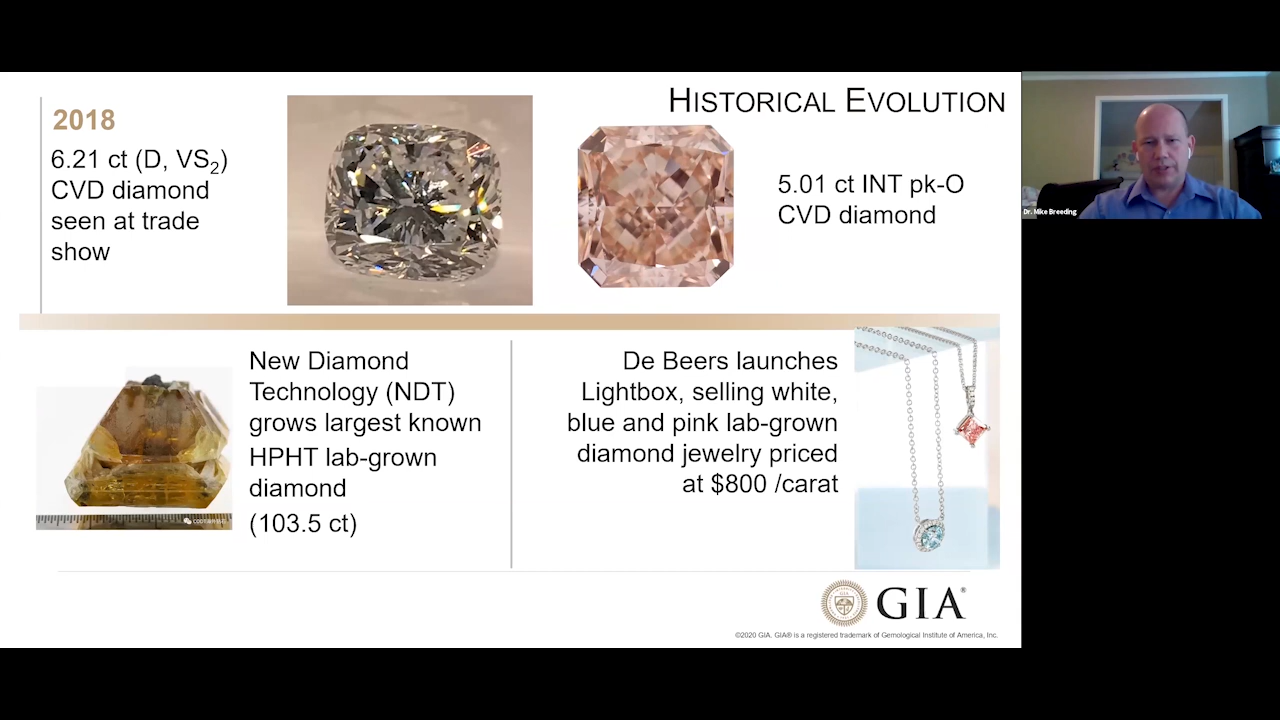 HISTORICAL EVOLUTION
2018
6.21 ct (D, VS2)
CVD diamond
seen at trade
show
5.01 ct INT pk-O
CVD diamond
New Diamond
Technology (NDT)
grows largest known
HPHT lab-grown
diamond
(103.5 ct)
De Beers launches
Lightbox, selling white,
blue and pink lab-grown
diamond jewelry priced
at $800 /carat
GIA®
©2020 GIA. GIA® is a registered trademark of Gemological Institute of America, Inc.
Dr. Mike Breeding